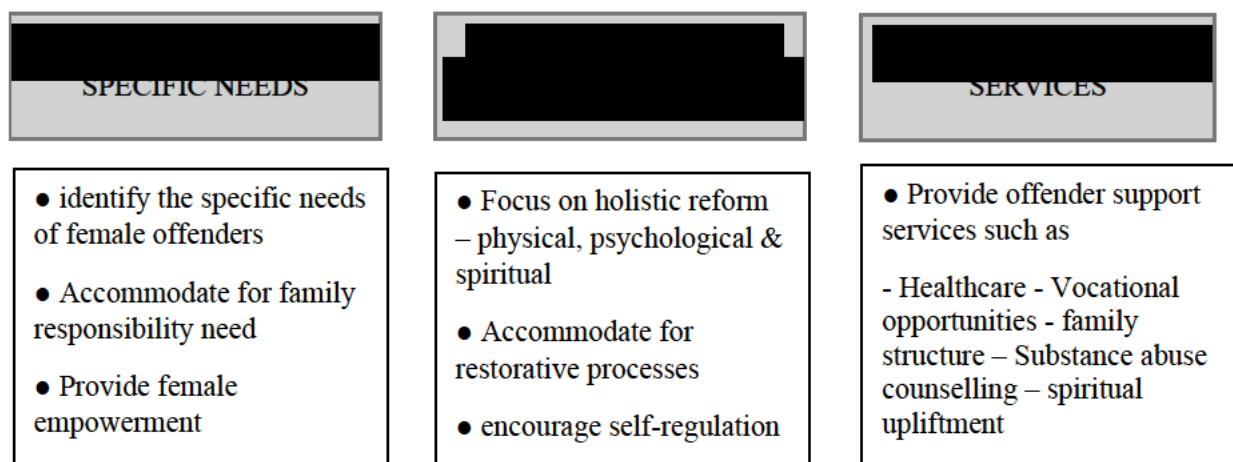 SPECIFIC NEEDS
● identify the specific needs
of female offenders
● Accommodate for family
responsibility need
● Provide female
empowerment
● Focus on holistic reform
– physical, psychological &
spiritual
● Accommodate for
restorative processes
● encourage self-regulation
SERVICES
● Provide offender support
services such as
- Healthcare - Vocational
opportunities - family
structure – Substance abuse
counselling – spiritual
upliftment